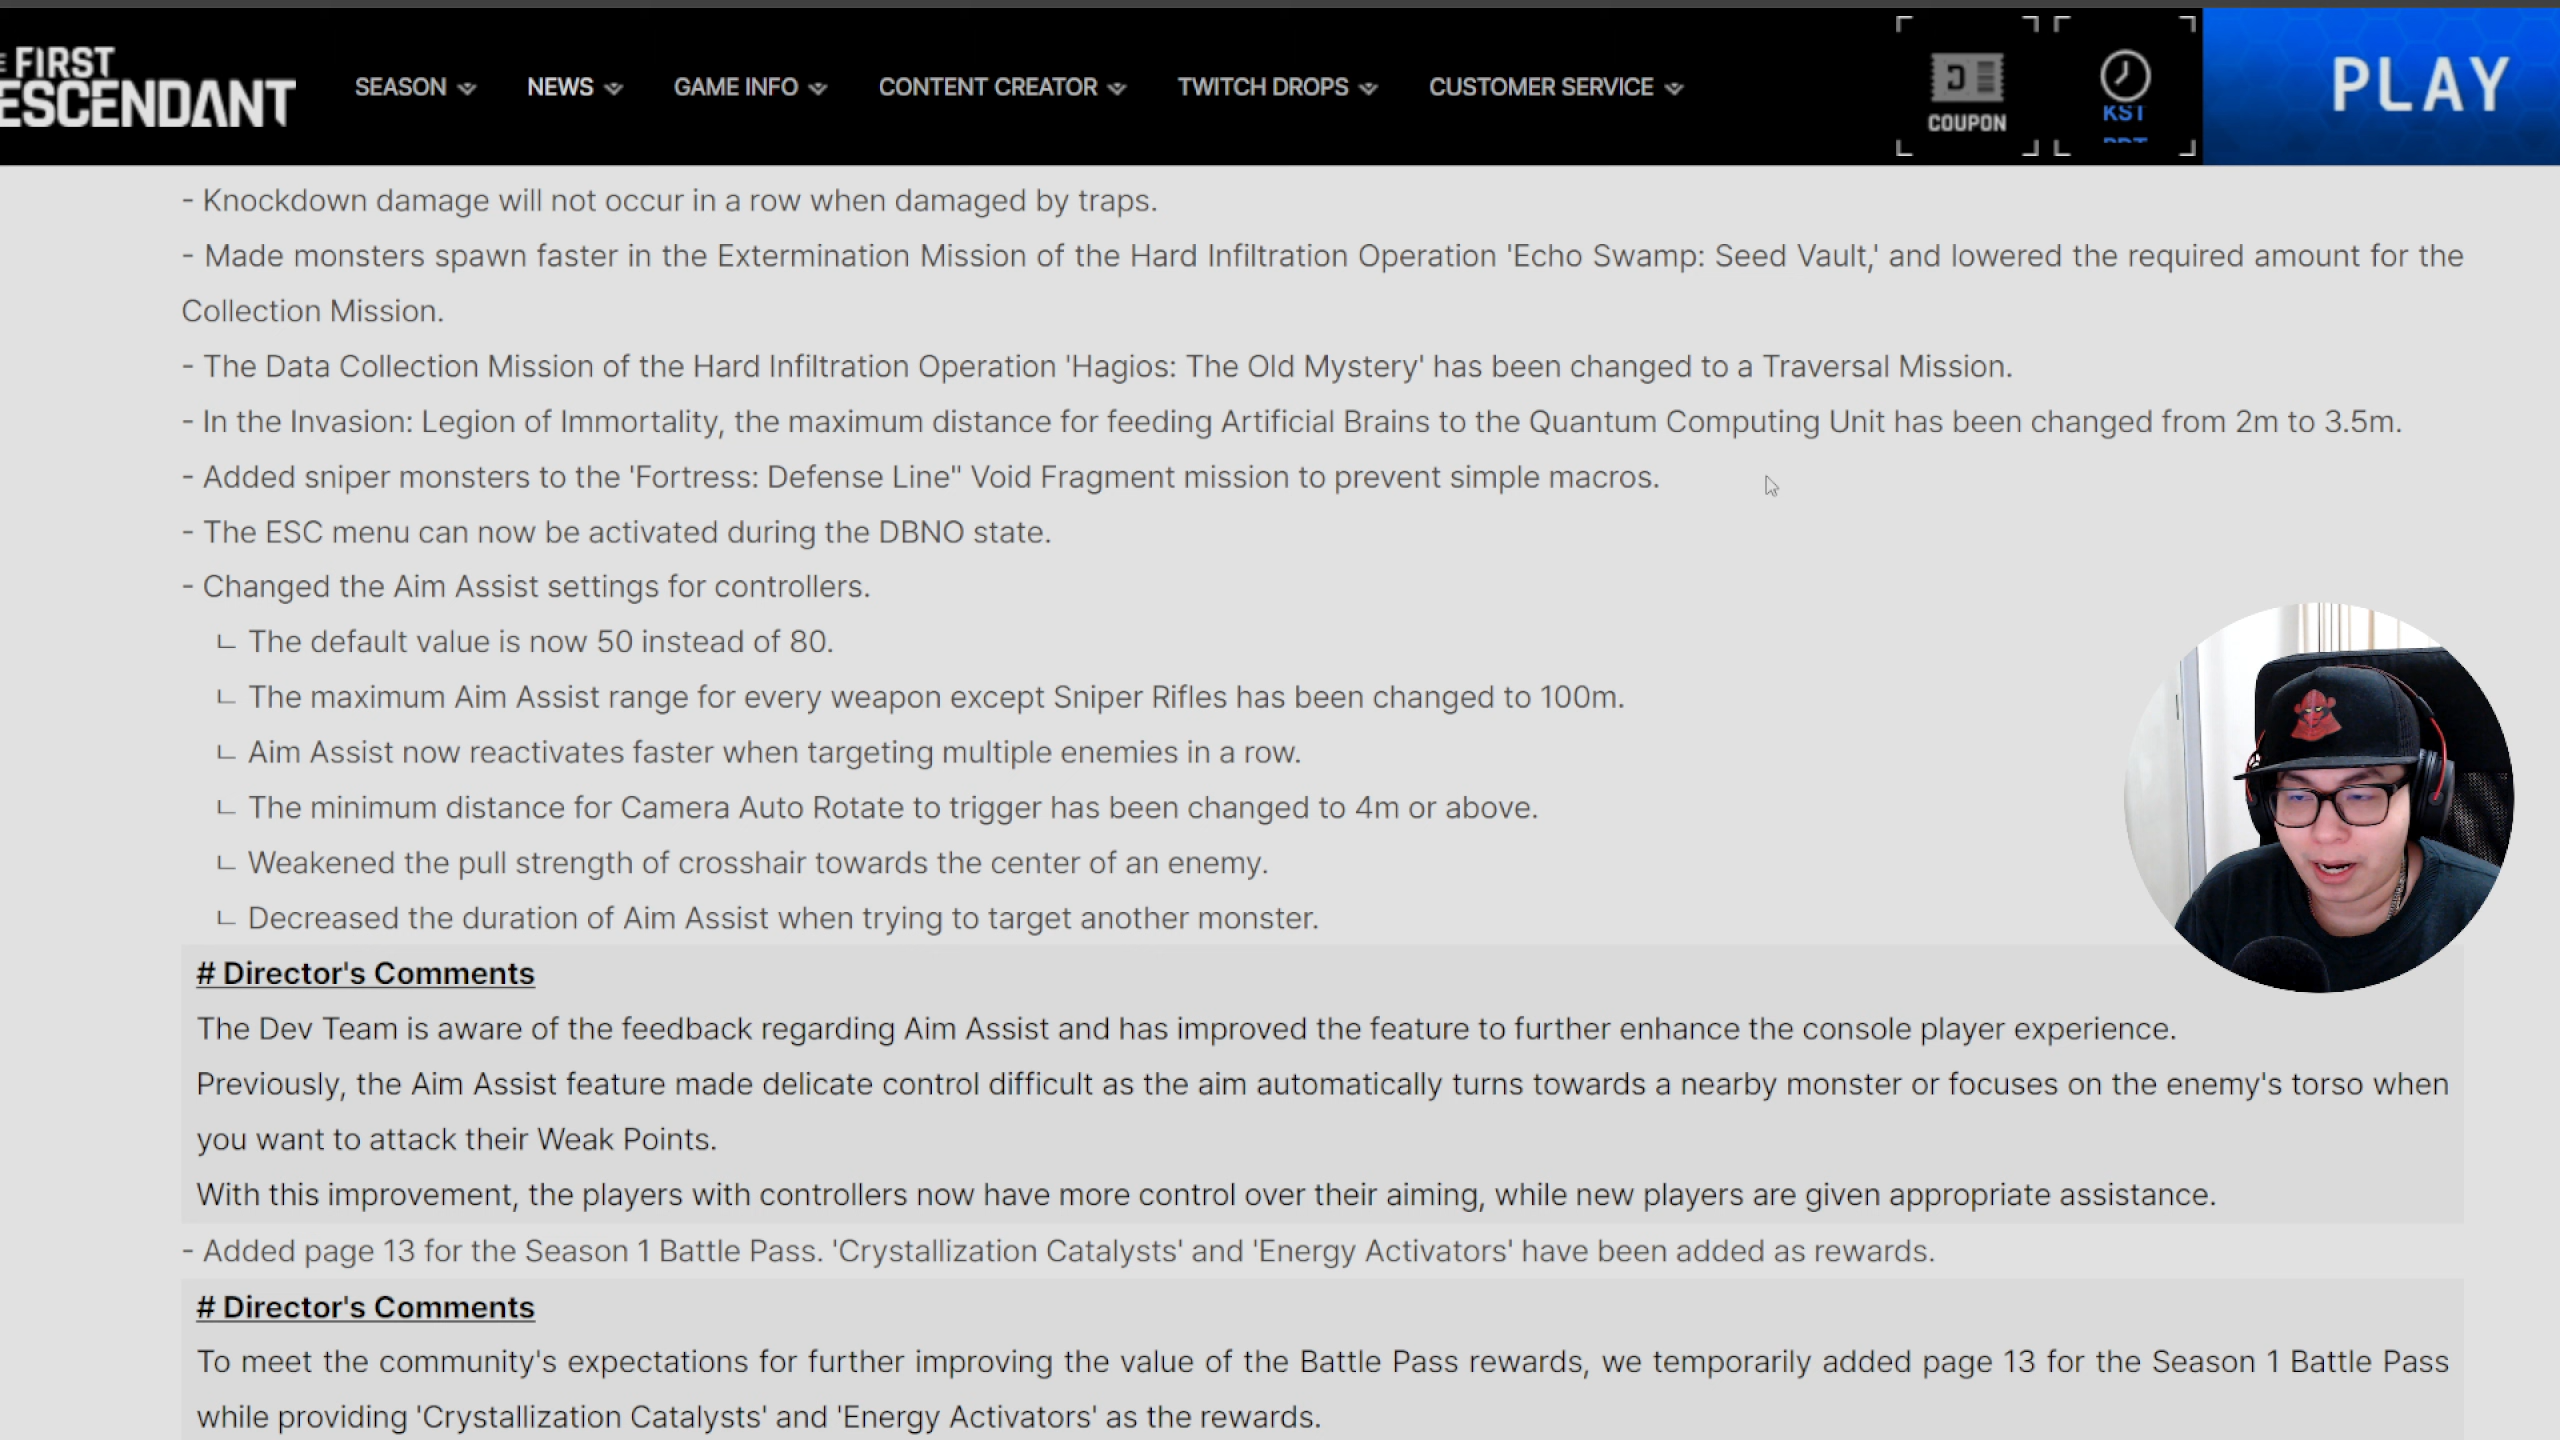 FIRST
ESCENDANT
SEASON
NEWS
GAME INFO
CONTENT CREATOR
TWITCH DROPS
CUSTOMER SERVICE
COUPON
KST
PLAY
- Knockdown damage will not occur in a row when damaged by traps.
- Made monsters spawn faster in the Extermination Mission of the Hard Infiltration Operation 'Echo Swamp: Seed Vault,' and lowered the required amount for the
Collection Mission.
- The Data Collection Mission of the Hard Infiltration Operation 'Hagios: The Old Mystery' has been changed to a Traversal Mission.
- In the Invasion: Legion of Immortality, the maximum distance for feeding Artificial Brains to the Quantum Computing Unit has been changed from 2m to 3.5m.
- Added sniper monsters to the 'Fortress: Defense Line" Void Fragment mission to prevent simple macros.
- The ESC menu can now be activated during the DBNO state.
- Changed the Aim Assist settings for controllers.
ㄴ The default value is now 50 instead of 80.
ㄴ The maximum Aim Assist range for every weapon except Sniper Rifles has been changed to 100m.
ㄴ Aim Assist now reactivates faster when targeting multiple enemies in a row.
ㄴ The minimum distance for Camera Auto Rotate to trigger has been changed to 4m or above.
ㄴ Weakened the pull strength of crosshair towards the center of an enemy.
ㄴ Decreased the duration of Aim Assist when trying to target another monster.
# Director's Comments
The Dev Team is aware of the feedback regarding Aim Assist and has improved the feature to further enhance the console player experience.
Previously, the Aim Assist feature made delicate control difficult as the aim automatically turns towards a nearby monster or focuses on the enemy's torso when
you want to attack their Weak Points.
With this improvement, the players with controllers now have more control over their aiming, while new players are given appropriate assistance.
- Added page 13 for the Season 1 Battle Pass. 'Crystallization Catalysts' and 'Energy Activators' have been added as rewards.
# Director's Comments
To meet the community's expectations for further improving the value of the Battle Pass rewards, we temporarily added page 13 for the Season 1 Battle Pass
while providing 'Crystallization Catalysts' and 'Energy Activators' as the rewards.